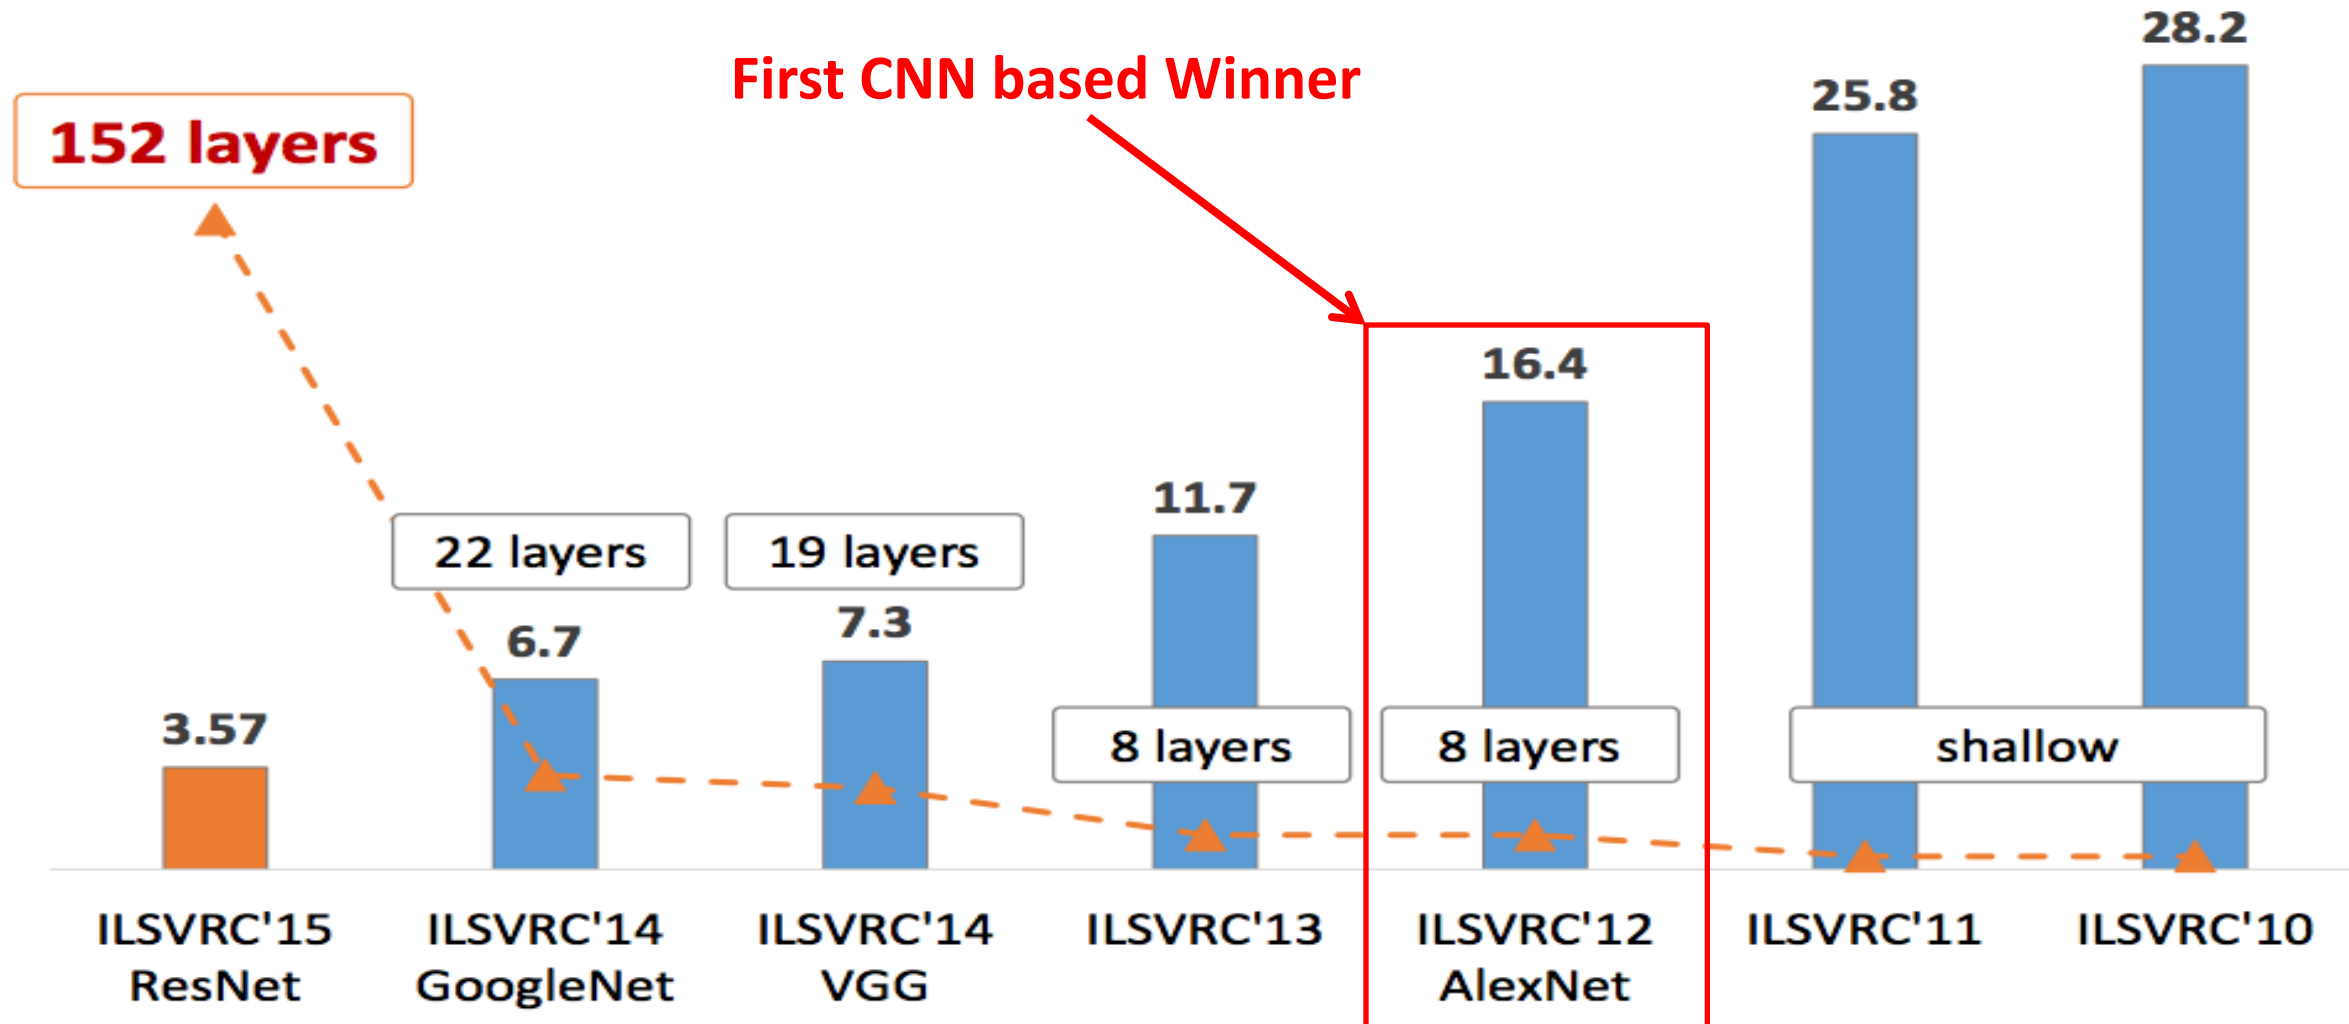 First CNN based Winner
152 layers
28.2
25.8
16.4
11.7
22 layers
19 layers
7.3
6.7
3.57
8 layers
8 layers
shallow
ILSVRC'15
ResNet
ILSVRC'14
GoogleNet
ILSVRC'14
VGG
ILSVRC'13
ILSVRC'12
AlexNet
ILSVRC'11
ILSVRC'10